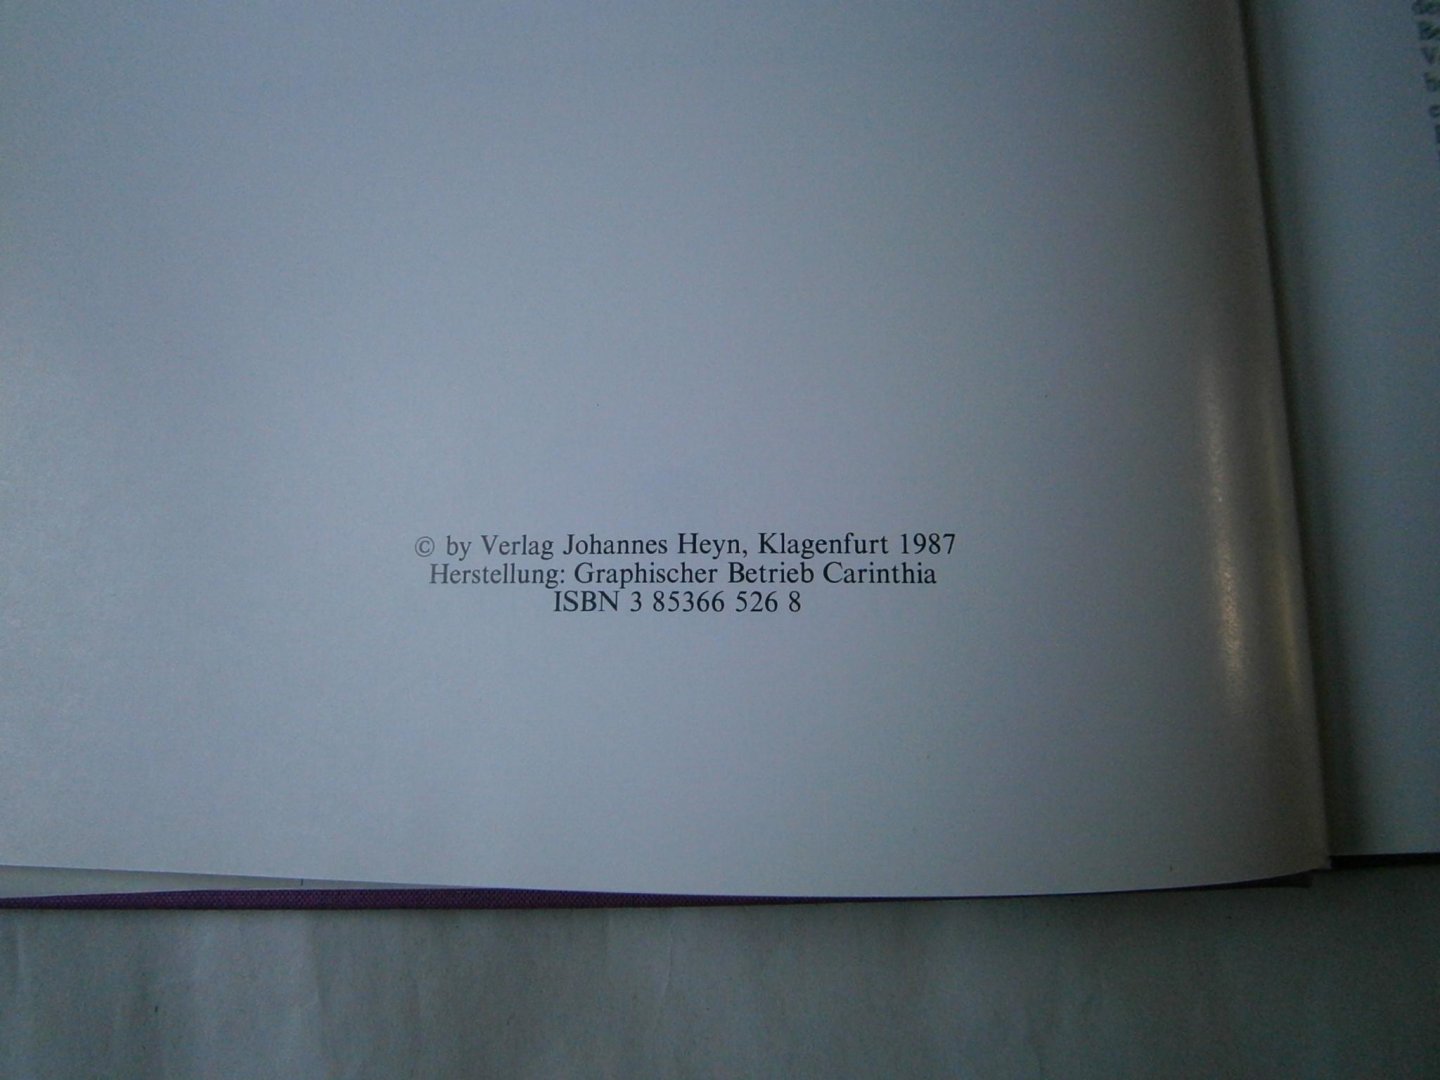 © by Verlag Johannes Heyn, Klagenfurt 1987
Herstellung: Graphischer Betrieb Carinthia
ISBN 3 85366 526 8